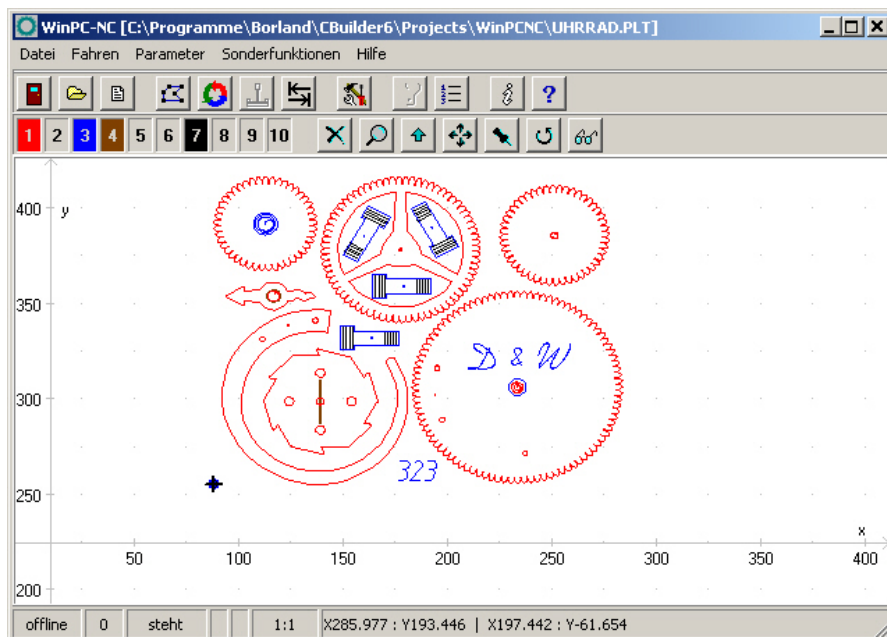 WinPC-NC [C:\Programme\Borland\CBuilder6\Projects\WinPCNC\UHRRAD.PLT]
Datei Fahren Parameter Sonderfunktionen Hilfe
1 2 3 4 5 6 7 8 9 10
y
400
350
D & W
300
323
250
x
50 100 150 200 250 300 350 400
200
offline 0 steht 1:1 X285.977 : Y193.446 | X197.442 : Y-61.654